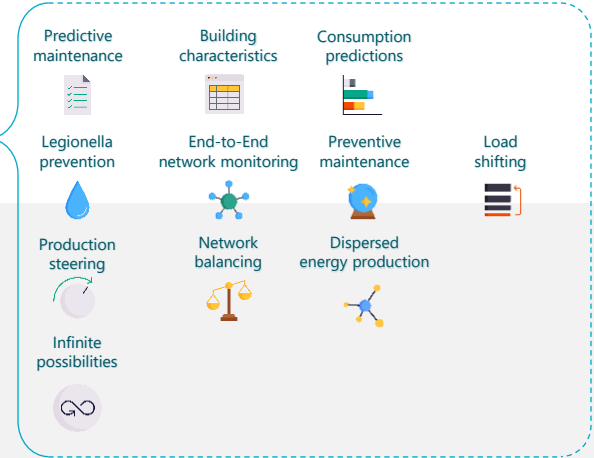 Predictive
maintenance
Building
characteristics
Consumption
predictions
Legionella
prevention
End-to-End
network monitoring
Preventive
maintenance
Load
shifting
Production
steering
Network
balancing
Dispersed
energy production
Infinite
possibilities